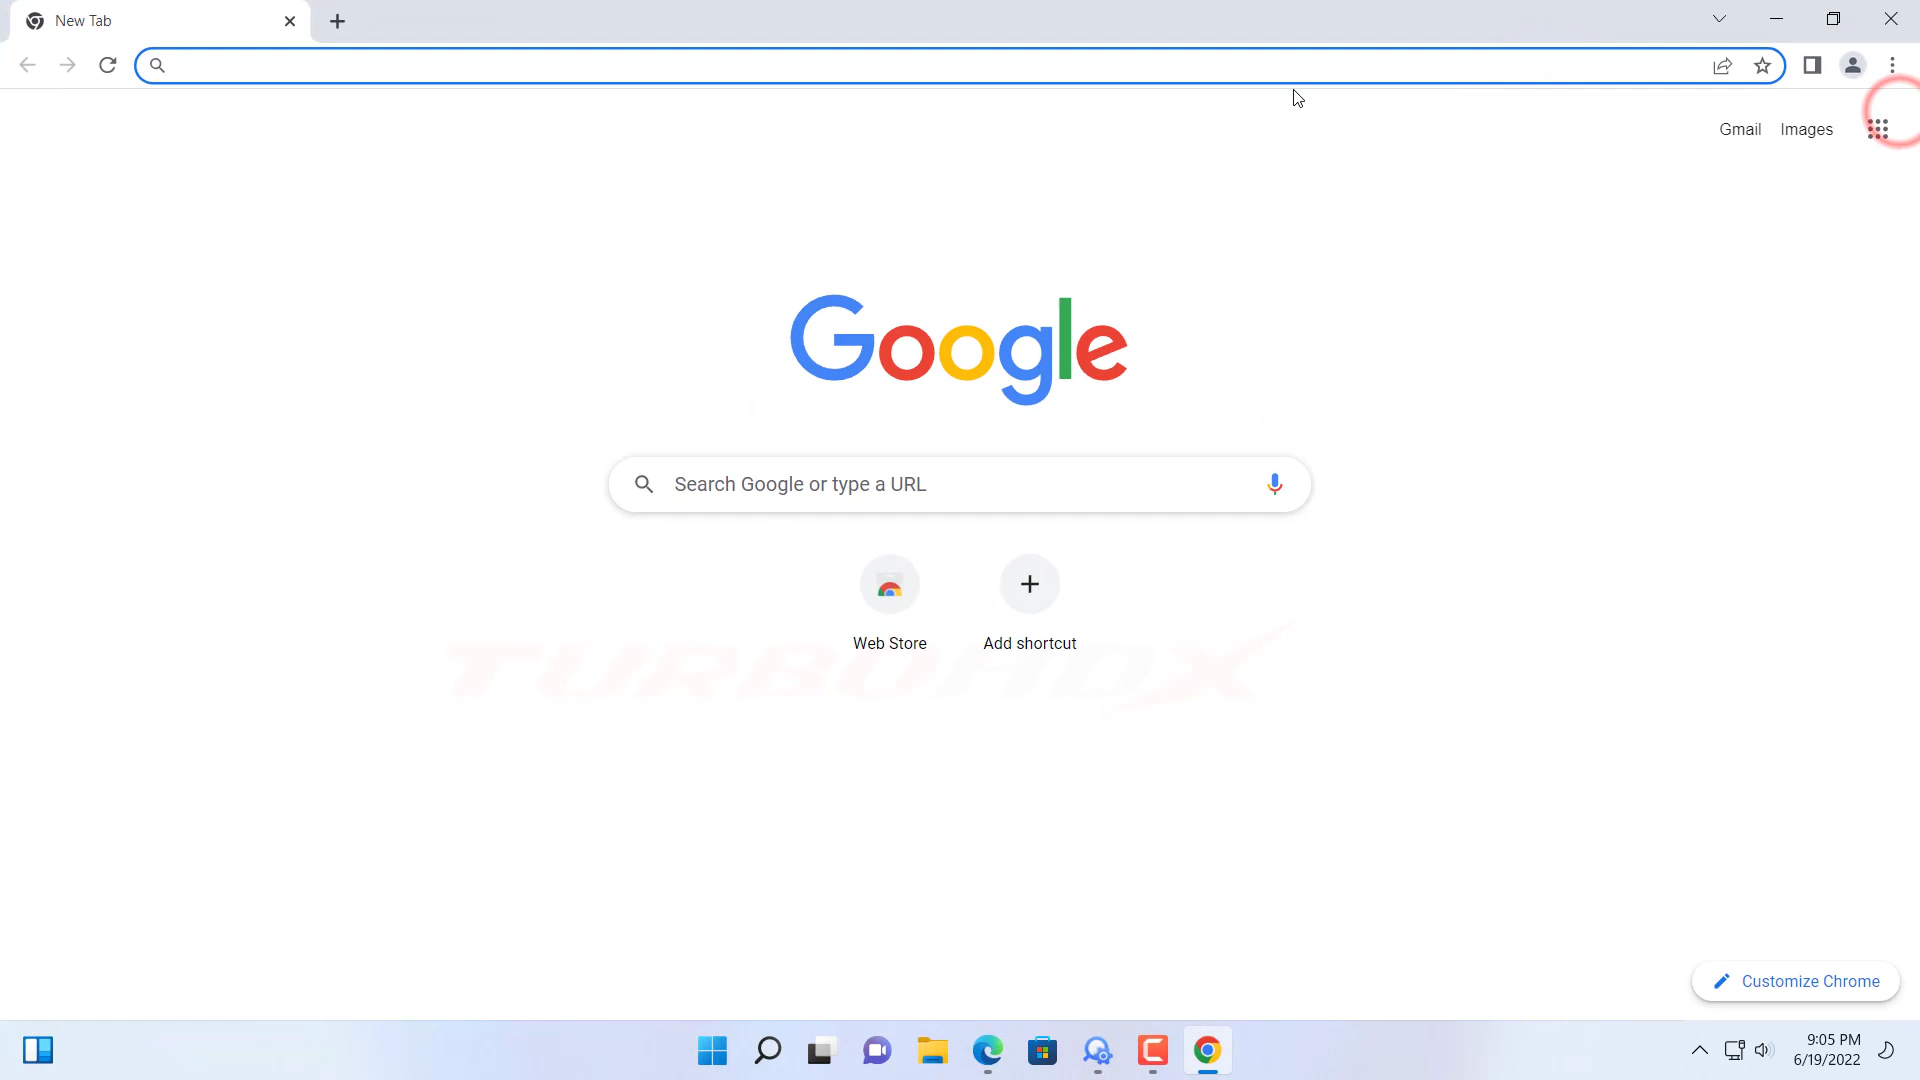 New Tab
Gmail Images
Google
Search Google or type a URL
Web Store Add shortcut
TURBOHDX
Customize Chrome
9:05 PM
6/19/2022